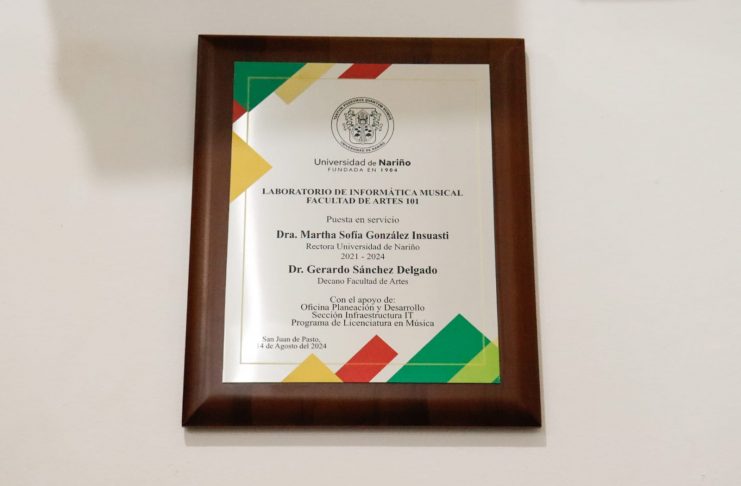 UNIVERSIDAD DE NARIÑO
Universidad de Nariño
FUNDADA EN 1904
LABORATORIO DE INFORMÁTICA MUSICAL
FACULTAD DE ARTES 101
Puesta en servicio
Dra. Martha Sofía González Insuasti
Rectora Universidad de Nariño
2021 - 2024
Dr. Gerardo Sánchez Delgado
Decano Facultad de Artes
Con el apoyo de:
Oficina Planeación y Desarrollo
Sección Infraestructura IT
Programa de Licenciatura en Música
San Juan de Pasto,
14 de Agosto del 2024